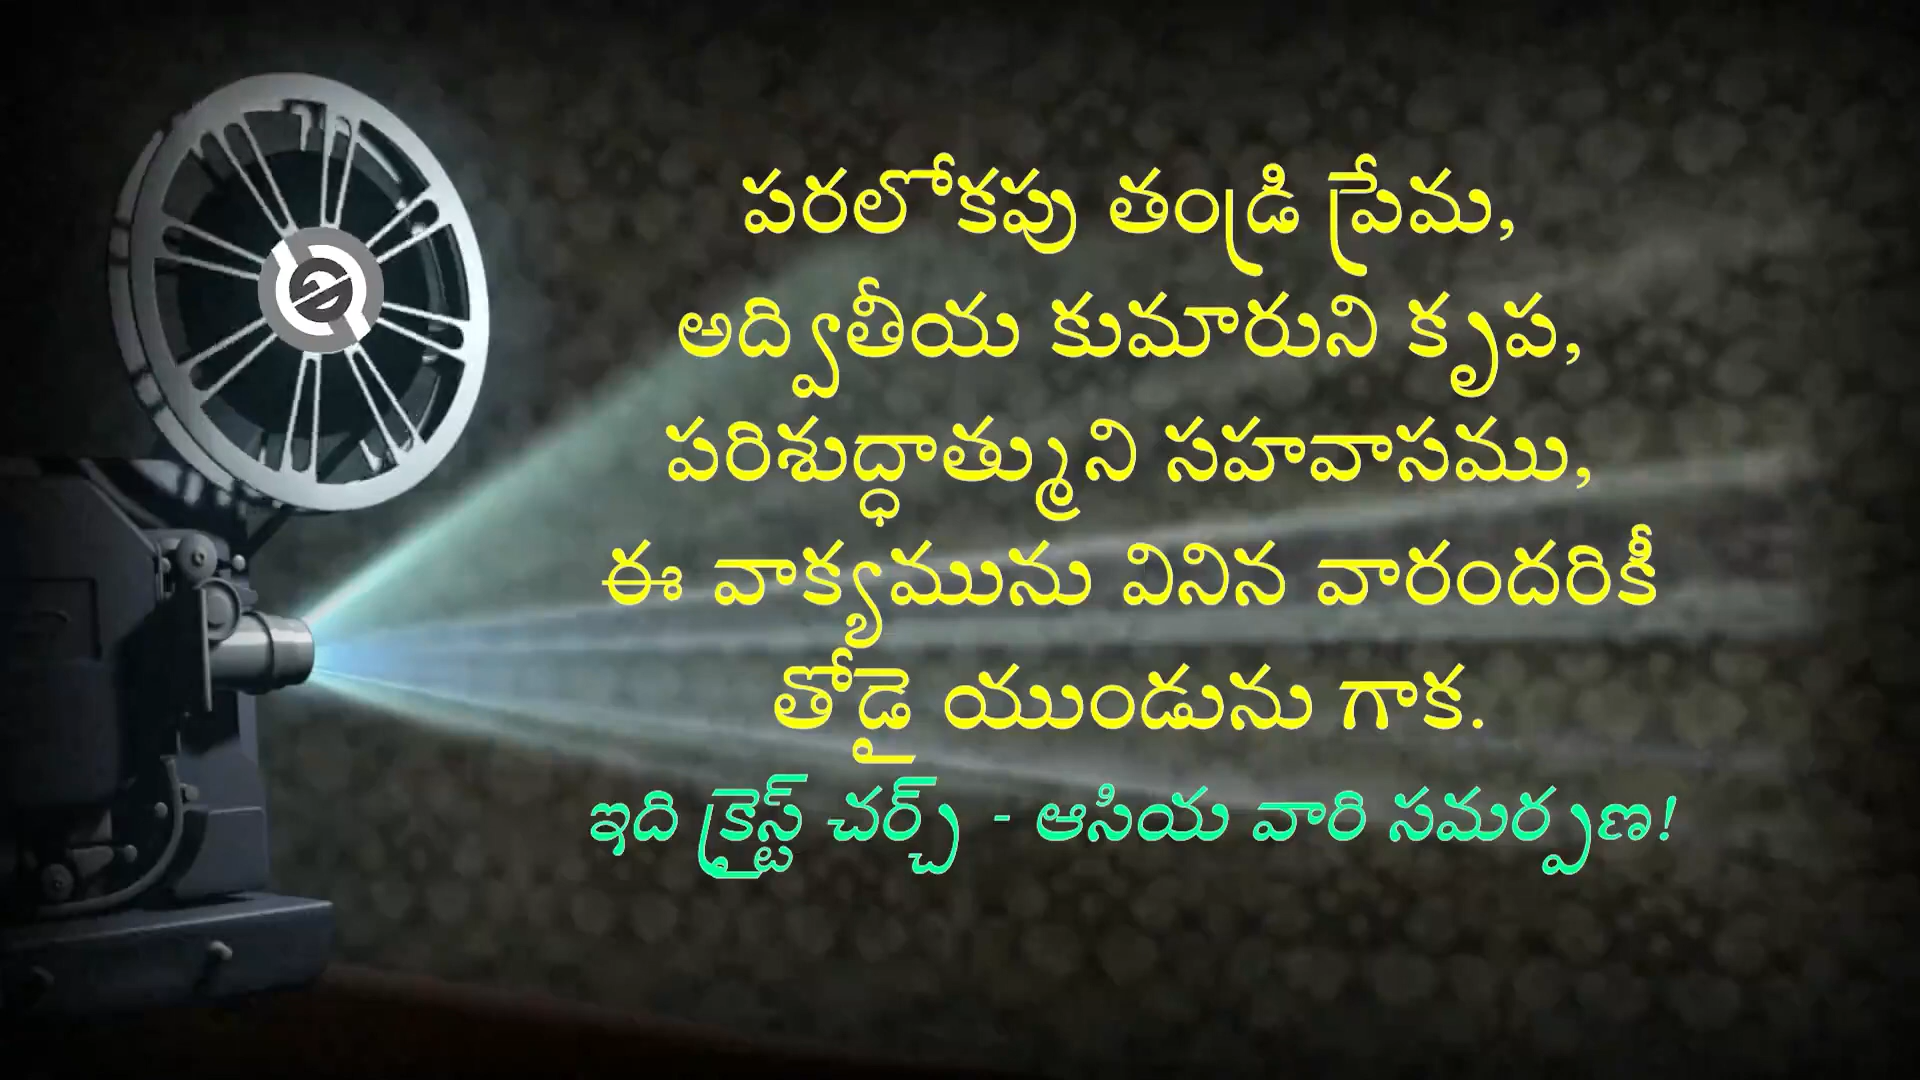 పరలోకపు తండ్రి ప్రేమ,
అద్వితీయ కుమారుని కృప,
పరిశుద్ధాత్ముని సహవాసము,
ఈ వాక్యమును వినిన వారందరికీ
తోడై యుండును గాక.
ఇది క్రైస్ట్ చర్చ్ - ఆసియ వారి సమర్పణ!